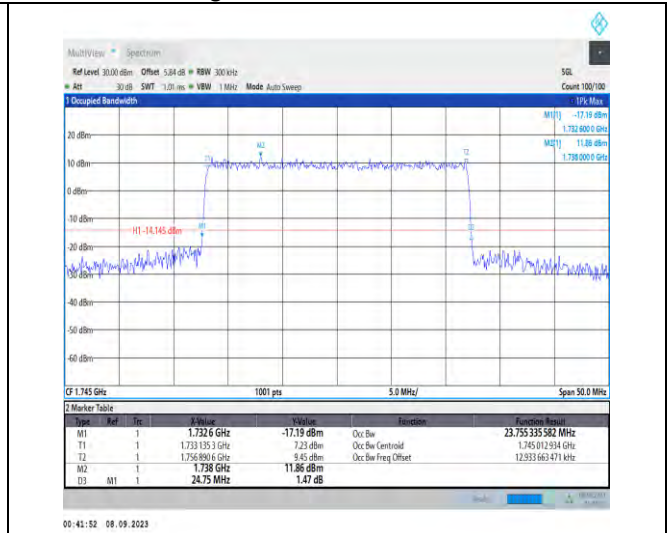 MultiView Spectrum
Ref Level 30.00 dBm Offset 5.84 dB RBW 300 kHz SGL
Att 30 dB SWT 1.01 ms VBW 1 MHz Mode Auto Sweep Count 100/100
1 Occupied Bandwidth 1Pk Max
M1[1] -17.19 dBm
1.732 600 0 GHz
M2[1] 11.86 dBm
1.738 000 0 GHz
20 dBm
M2
T2
T1
10 dBm
0 dBm
-10 dBm
H1 -14.145 dBm
M1
D3
-20 dBm
-30 dBm
-40 dBm
-50 dBm
-60 dBm
CF 1.745 GHz 1001 pts 5.0 MHz/ Span 50.0 MHz
2 Marker Table
Type Ref Trc X-Value Y-Value Function Function Result
M1 1 1.732 6 GHz -17.19 dBm Occ Bw 23.755 335 582 MHz
T1 1 1.733 135 3 GHz 7.23 dBm Occ Bw Centroid 1.745 012 934 GHz
T2 1 1.756 890 6 GHz 9.45 dBm Occ Bw Freq Offset 12.933 663 471 kHz
M2 1 1.738 GHz 11.86 dBm
D3 M1 1 24.75 MHz 1.47 dB
00:41:52 08.09.2023